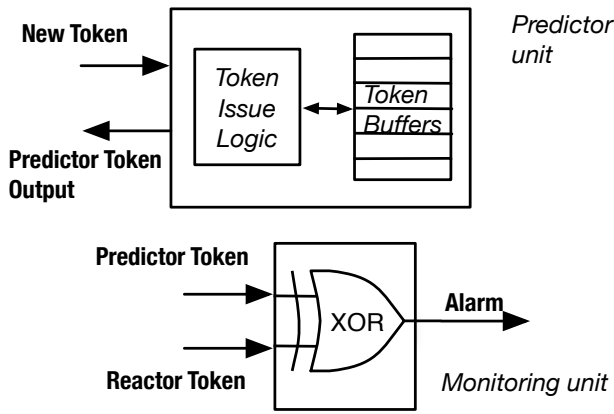 New Token
Predictor
unit
Token
Issue
Logic
Token
Buffers
Predictor Token
Output
Predictor Token
XOR
Alarm
Reactor Token
Monitoring unit